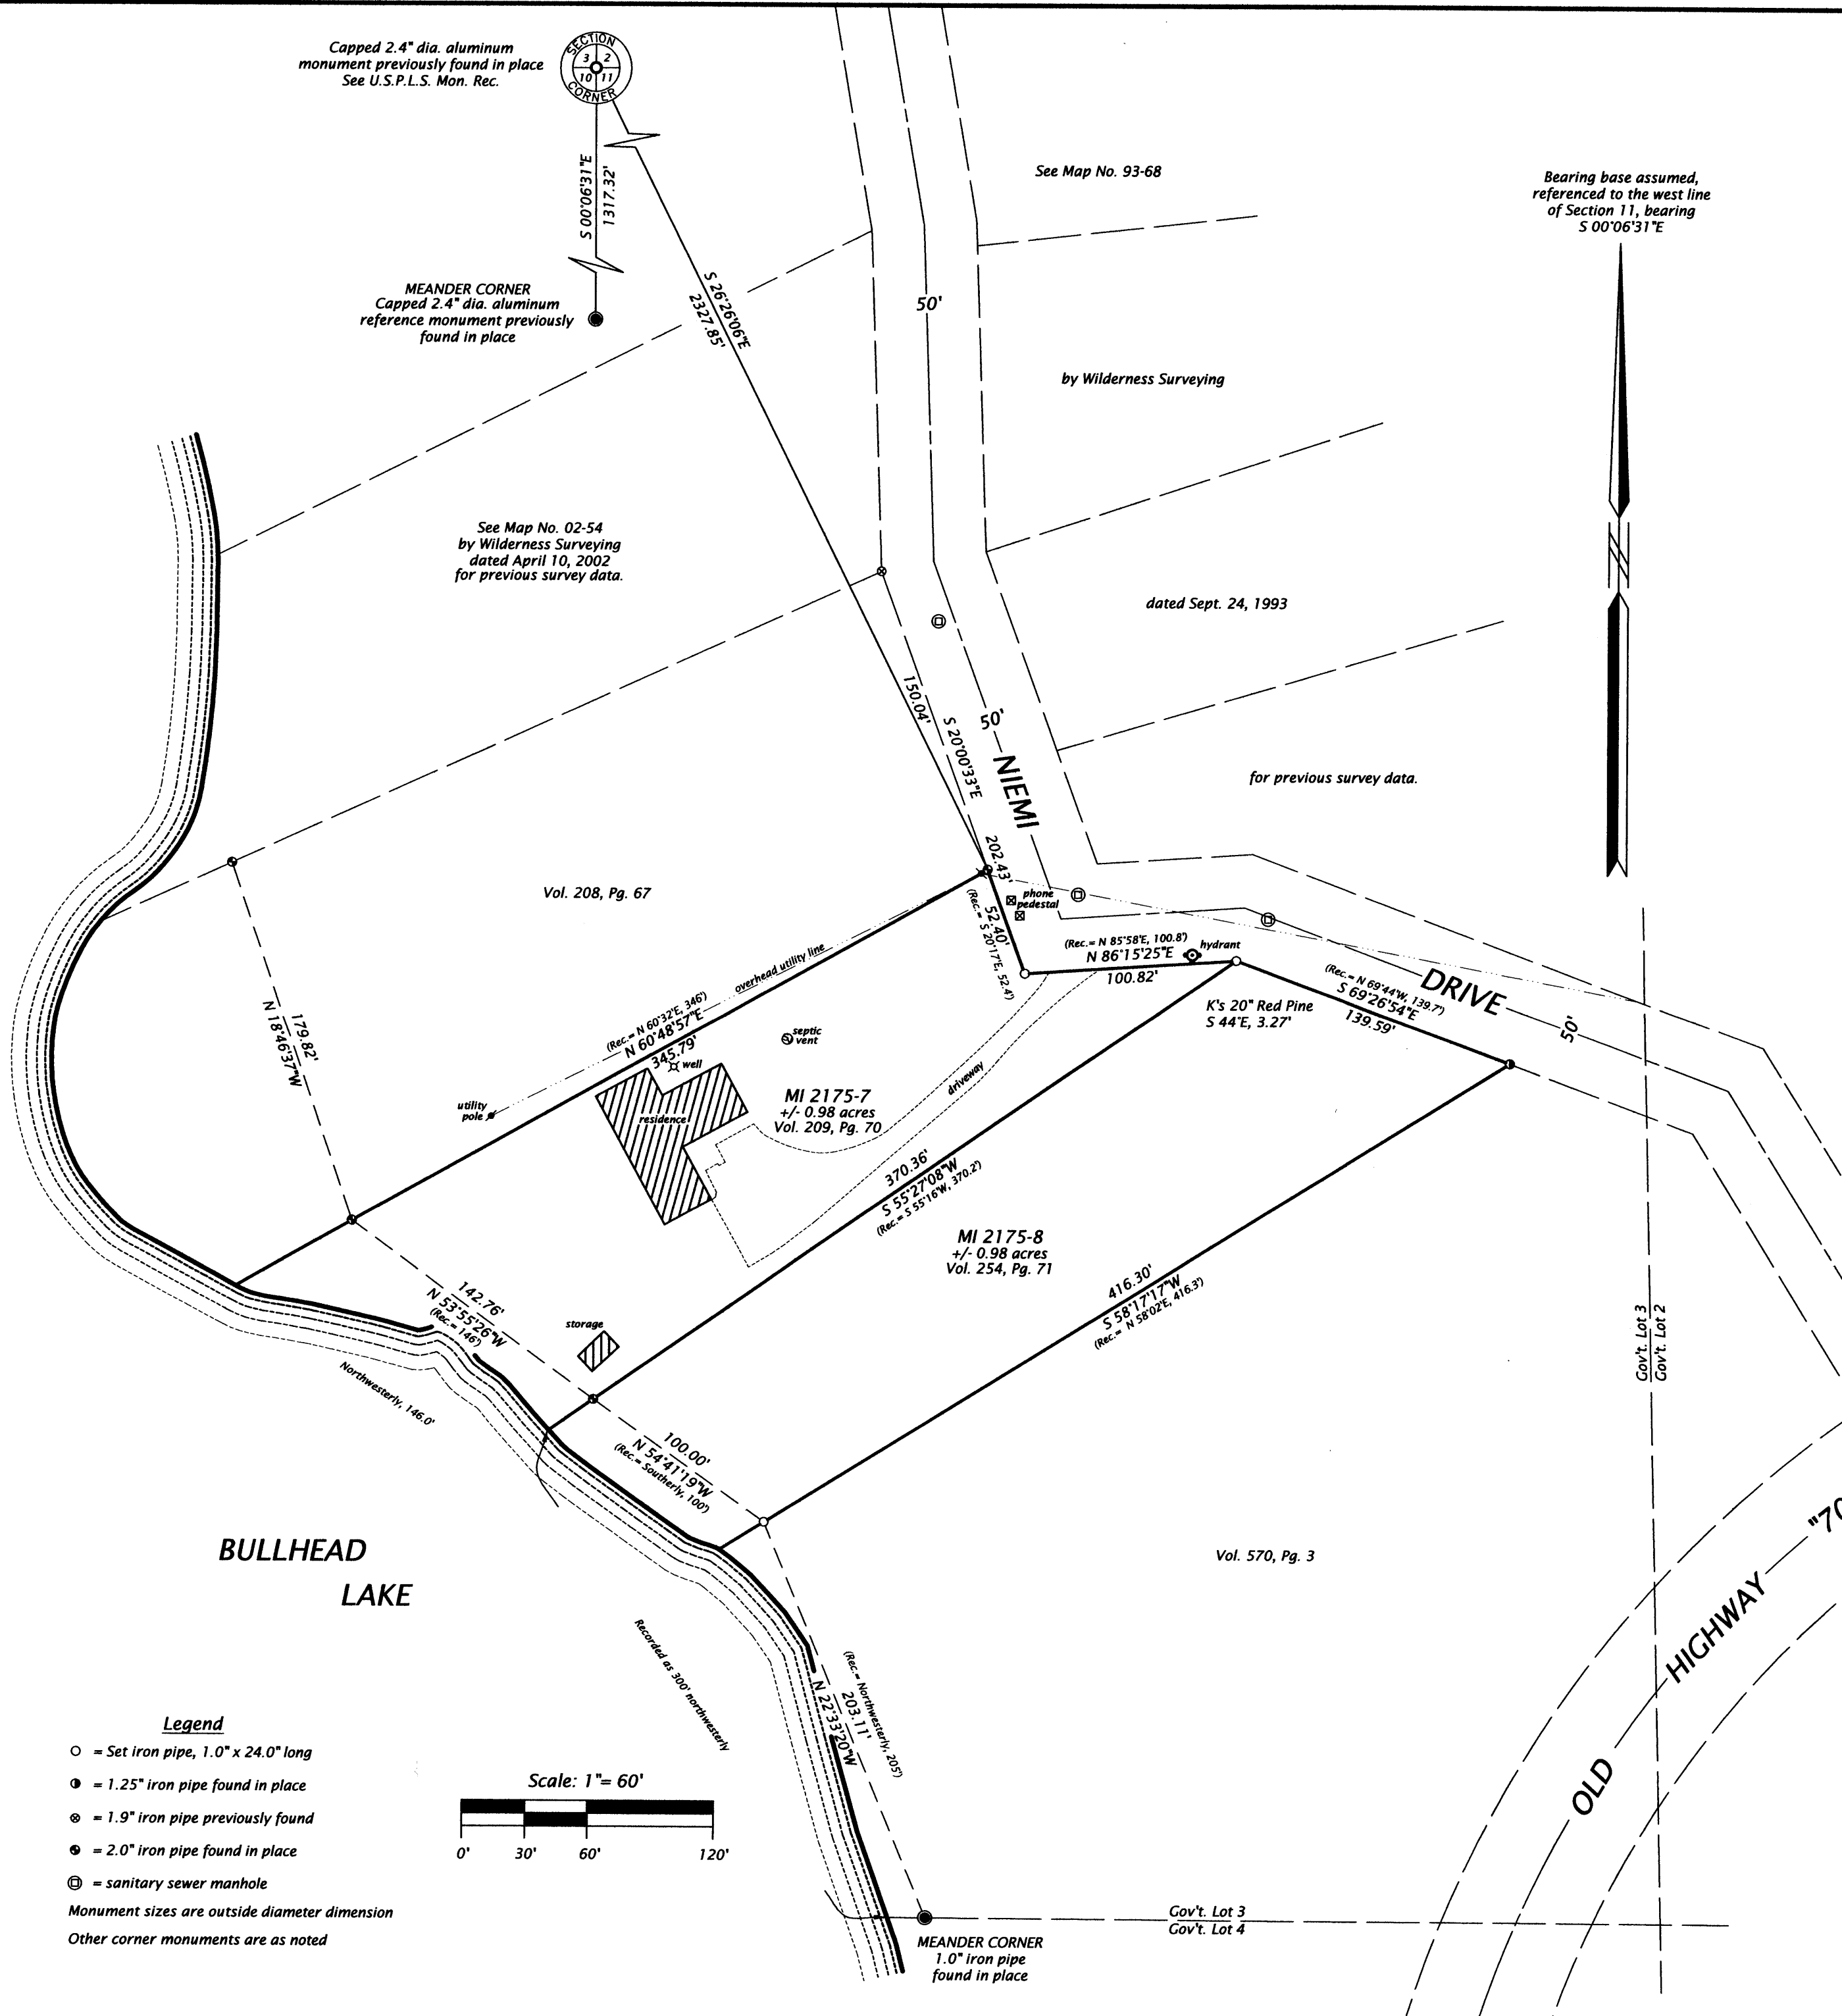 Capped 2.4" dia. aluminum
monument previously found in place
See U.S.P.L.S. Mon. Rec.
SECTION
3 2
10 11
CORNER
S 00°06'31"E
1317.32'
MEANDER CORNER
Capped 2.4" dia. aluminum
reference monument previously
found in place
S 26°26'06"E
2327.85'
See Map No. 93-68
50'
by Wilderness Surveying
Bearing base assumed,
referenced to the west line
of Section 11, bearing
S 00°06'31"E
See Map No. 02-54
by Wilderness Surveying
dated April 10, 2002
for previous survey data.
dated Sept. 24, 1993
150.04'
S 20°00'33"E
50'
NIEMI
for previous survey data.
202.43'
52.40'
(Rec.= S 20°17'E, 52.4')
phone
pedestal
Vol. 208, Pg. 67
(Rec.= N 85°58'E, 100.8')
N 86°15'25"E
100.82'
hydrant
DRIVE
(Rec.= N 69°44'W, 139.7')
S 69°26'54"E
139.59'
50'
K's 20" Red Pine
S 44°E, 3.27'
overhead utility line
179.82'
N 18°46'37"W
(Rec.= N 60°32'E, 346')
N 60°48'57"E
345.79'
septic
vent
well
utility
pole
residence
driveway
MI 2175-7
+/- 0.98 acres
Vol. 209, Pg. 70
370.36'
S 55°27'08"W
(Rec.= S 55°16'W, 370.2')
MI 2175-8
+/- 0.98 acres
Vol. 254, Pg. 71
416.30'
S 58°17'17"W
(Rec.= N 58°02'E, 416.3')
142.76'
N 53°55'26"W
(Rec.= 146')
storage
Northwesterly, 146.0'
Gov't. Lot 3
Gov't. Lot 2
100.00'
N 54°41'19"W
(Rec.= Southerly, 100')
BULLHEAD
LAKE
Vol. 570, Pg. 3
OLD
HIGHWAY
"70
Recorded as 300' northwesterly
(Rec.= Northwesterly, 205')
203.11'
N 22°33'20"W
Legend
= Set iron pipe, 1.0" x 24.0" long
= 1.25" iron pipe found in place
= 1.9" iron pipe previously found
= 2.0" iron pipe found in place
= sanitary sewer manhole
Monument sizes are outside diameter dimension
Other corner monuments are as noted
Scale: 1"= 60'
0' 30' 60' 120'
Gov't. Lot 3
Gov't. Lot 4
MEANDER CORNER
1.0" iron pipe
found in place